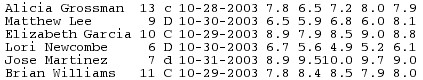 Alicia Grossman  13 c 10-28-2003 7.8 6.5 7.2 8.0 7.9
Matthew Lee       9 D 10-30-2003 6.5 5.9 6.8 6.0 8.1
Elizabeth Garcia 10 C 10-29-2003 8.9 7.9 8.5 9.0 8.8
Lori Newcombe     6 D 10-30-2003 6.7 5.6 4.9 5.2 6.1
Jose Martinez     7 d 10-31-2003 8.9 9.510.0 9.7 9.0
Brian Williams   11 C 10-29-2003 7.8 8.4 8.5 7.9 8.0